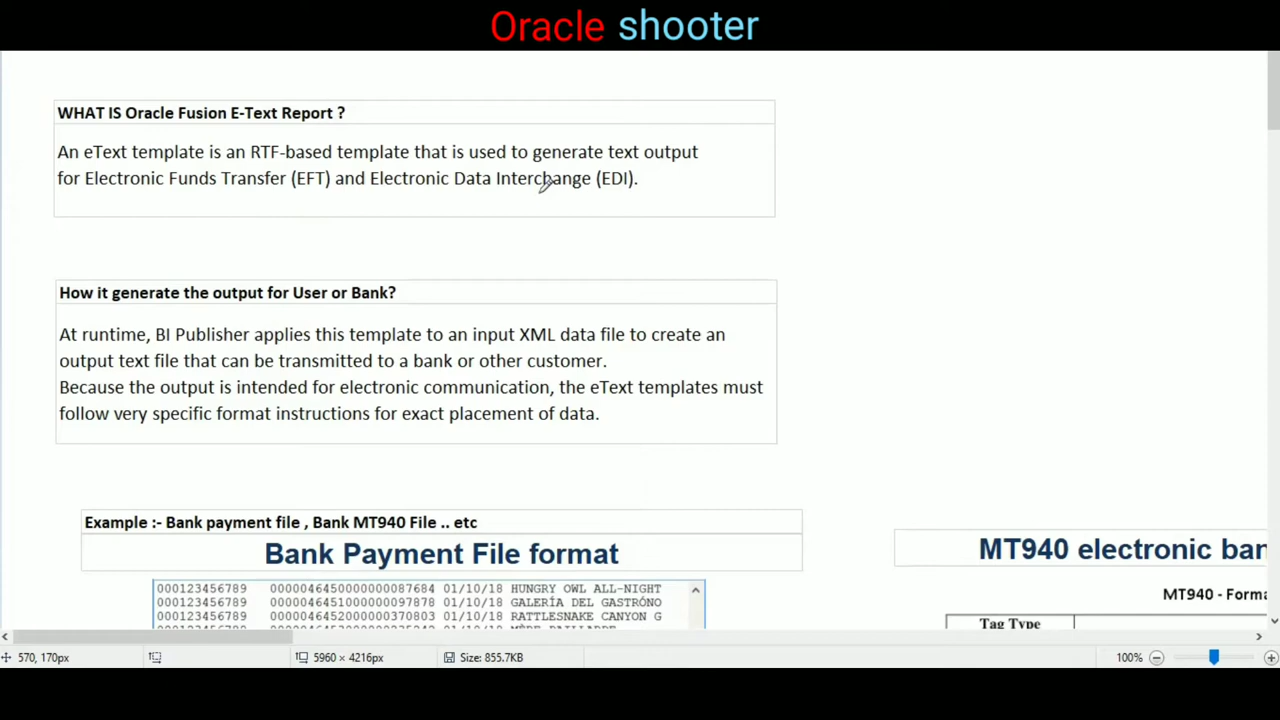 Oracle shooter
WHAT IS Oracle Fusion E-Text Report ?
An eText template is an RTF-based template that is used to generate text output
for Electronic Funds Transfer (EFT) and Electronic Data Interchange (EDI).
How it generate the output for User or Bank?
At runtime, BI Publisher applies this template to an input XML data file to create an
output text file that can be transmitted to a bank or other customer.
Because the output is intended for electronic communication, the eText templates must
follow very specific format instructions for exact placement of data.
Example :- Bank payment file , Bank MT940 File .. etc
Bank Payment File format
000123456789 00000464500000000087684 01/10/18 HUNGRY OWL ALL-NIGHT
000123456789 00000464510000000097878 01/10/18 GALERÍA DEL GASTRÓNO
000123456789 00000464520000000370803 01/10/18 RATTLESNAKE CANYON G
MT940 electronic ban
MT940 - Forma
Tag Type
570, 170px
5960 × 4216px
Size: 855.7KB
100%